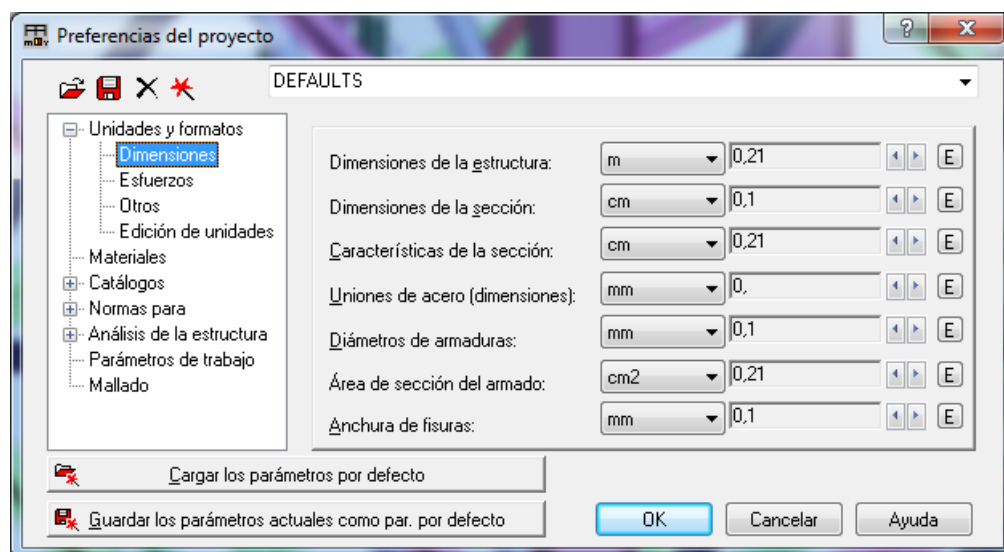 Preferencias del proyecto
DEFAULTS
Unidades y formatos
Dimensiones
Esfuerzos
Otros
Edición de unidades
Materiales
Catálogos
Normas para
Análisis de la estructura
Parámetros de trabajo
Mallado
Dimensiones de la estructura: m 0,21 E
Dimensiones de la sección: cm 0,1 E
Características de la sección: cm 0,21 E
Uniones de acero (dimensiones): mm 0, E
Diámetros de armaduras: mm 0,1 E
Área de sección del armado: cm2 0,21 E
Anchura de fisuras: mm 0,1 E
Cargar los parámetros por defecto
Guardar los parámetros actuales como par. por defecto
OK Cancelar Ayuda